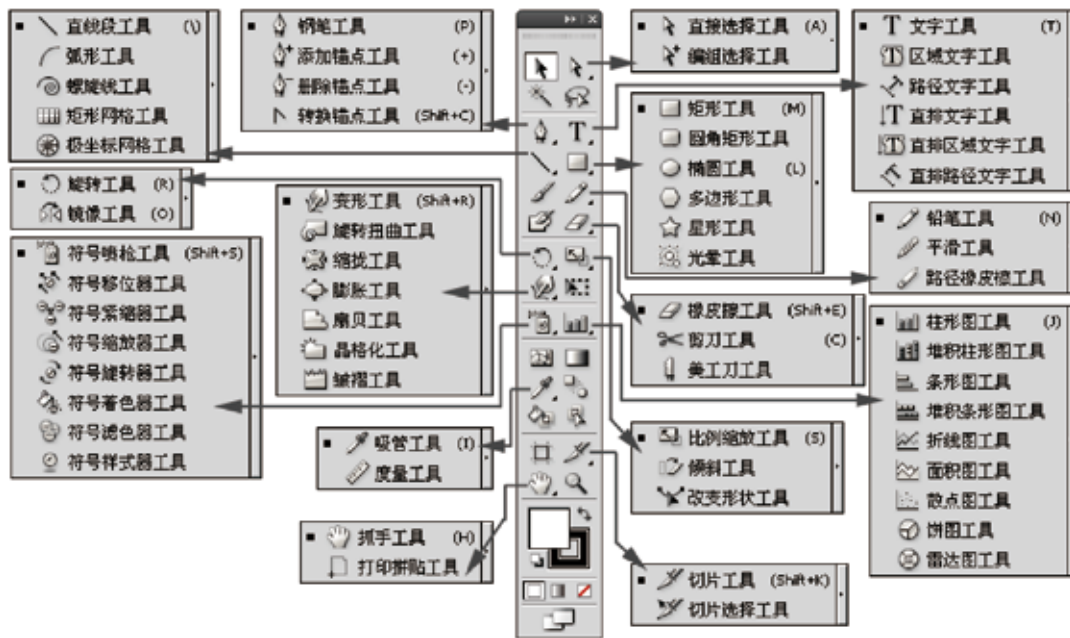 直线段工具 (\)
弧形工具
螺旋线工具
矩形网格工具
极坐标网格工具
旋转工具 (R)
镜像工具 (O)
符号喷枪工具 (Shift+S)
符号移位器工具
符号紧缩器工具
符号缩放器工具
符号旋转器工具
符号着色器工具
符号滤色器工具
符号样式器工具
钢笔工具 (P)
添加锚点工具 (+)
删除锚点工具 (-)
转换锚点工具 (Shift+C)
变形工具 (Shift+R)
旋转扭曲工具
缩拢工具
膨胀工具
扇贝工具
晶格化工具
皱褶工具
吸管工具 (I)
度量工具
抓手工具 (H)
打印拼贴工具
直接选择工具 (A)
编组选择工具
矩形工具 (M)
圆角矩形工具
椭圆工具 (L)
多边形工具
星形工具
光晕工具
橡皮擦工具 (Shift+E)
剪刀工具 (C)
美工刀工具
比例缩放工具 (S)
倾斜工具
改变形状工具
切片工具 (Shift+K)
切片选择工具
文字工具 (T)
区域文字工具
路径文字工具
直排文字工具
直排区域文字工具
直排路径文字工具
铅笔工具 (N)
平滑工具
路径橡皮擦工具
柱形图工具 (J)
堆积柱形图工具
条形图工具
堆积条形图工具
折线图工具
面积图工具
散点图工具
饼图工具
雷达图工具